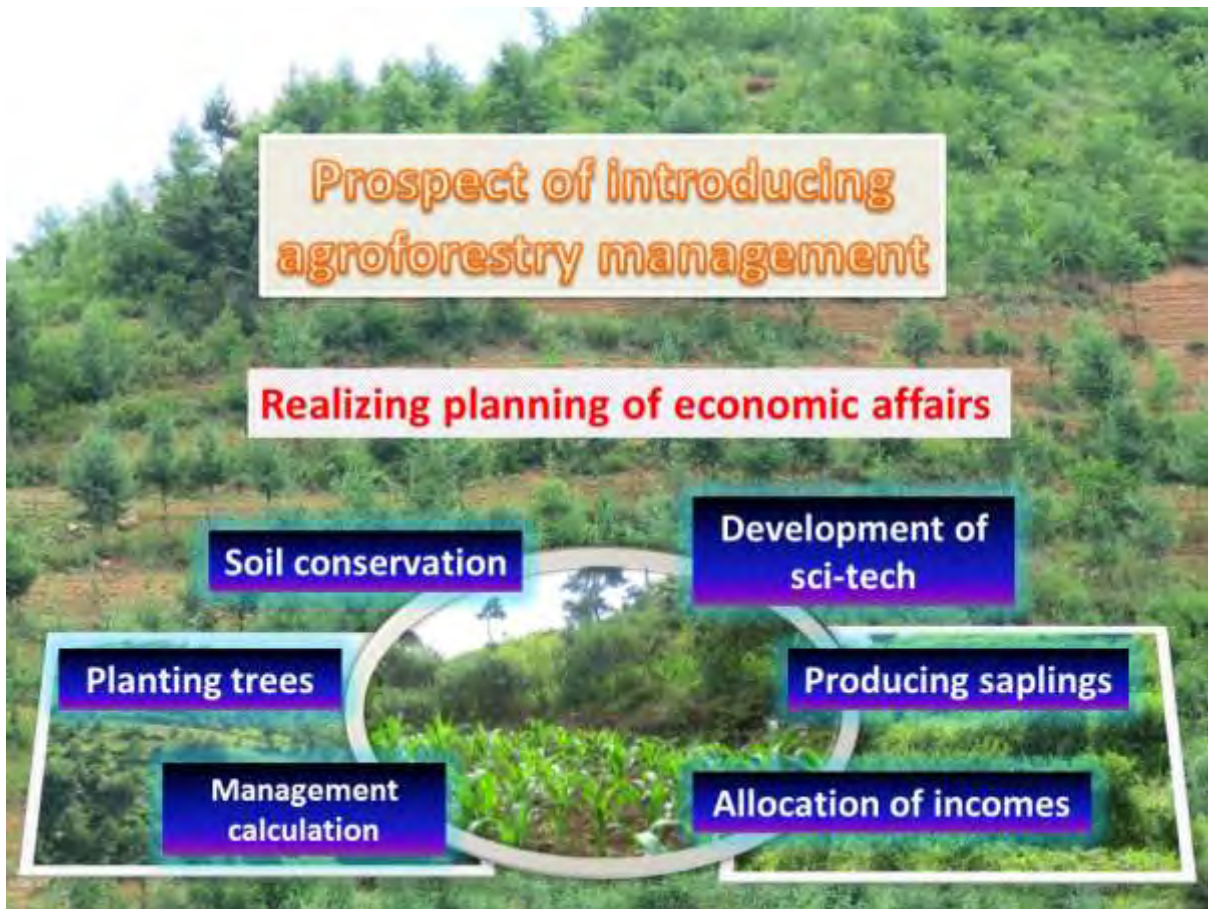 Prospect of introducing
agroforestry management
Realizing planning of economic affairs
Soil conservation
Development of
sci-tech
Planting trees
Producing saplings
Management
calculation
Allocation of incomes